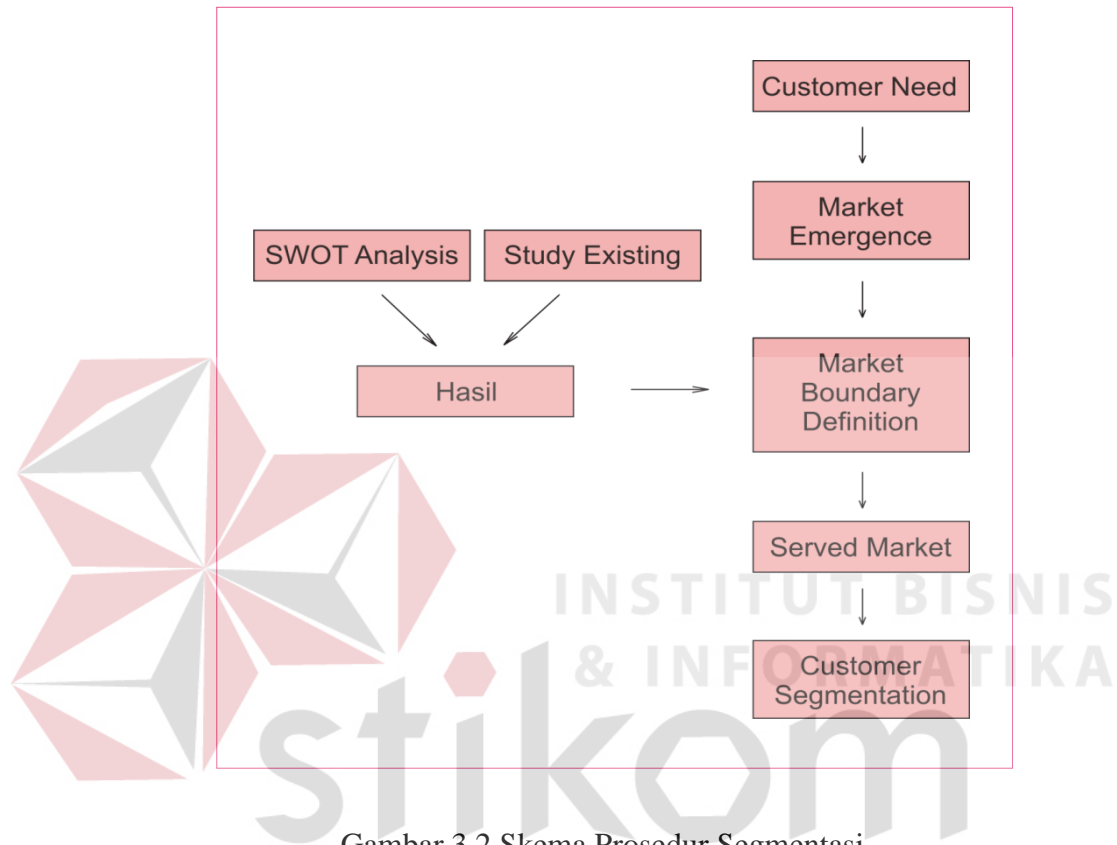 Customer Need
Market
Emergence
SWOT Analysis
Study Existing
Hasil
Market
Boundary
Definition
Served Market
Customer
Segmentation
INSTITUT BISNIS
& INFORMATIKA
stikom
Gambar 3.2 Skema Prosedur Segmentasi